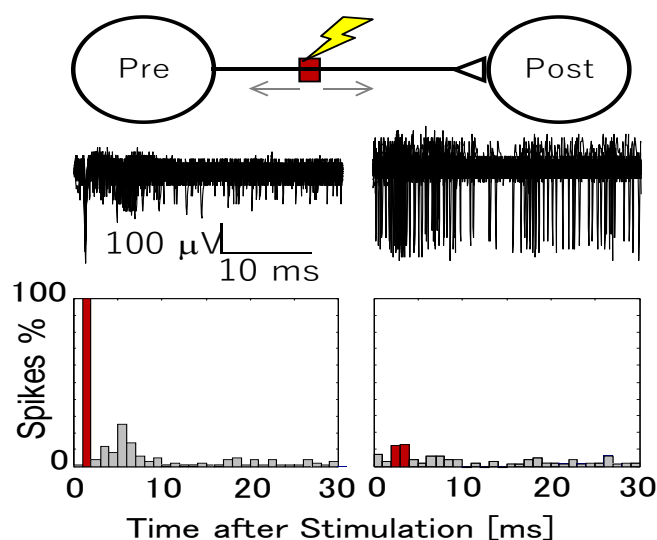 Pre Post
100 μV
10 ms
100
Spikes %
0
0 10 20 30 0 10 20 30
Time after Stimulation [ms]